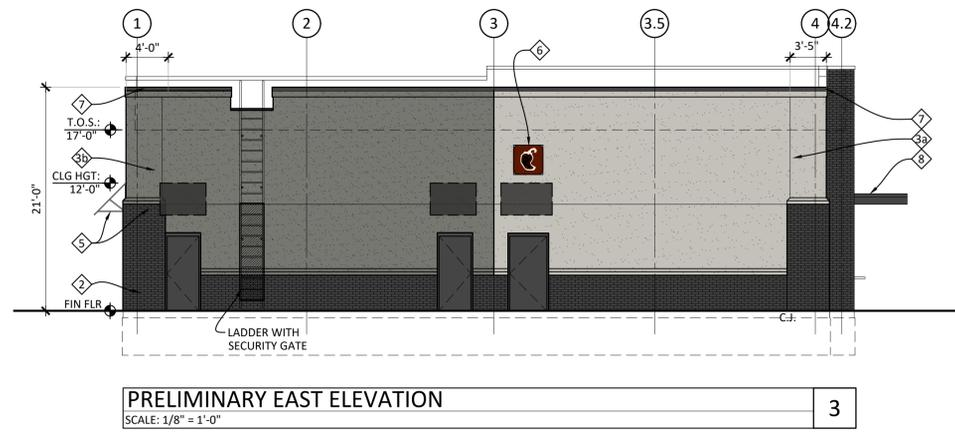 1
2
3
3.5
4
4.2
4'-0"
3'-5"
6
7
T.O.S.:
17'-0"
7
3a
3b
8
CLG HGT:
12'-0"
21'-0"
5
2
FIN FLR
C.J.
LADDER WITH
SECURITY GATE
PRELIMINARY EAST ELEVATION
3
SCALE: 1/8" = 1'-0"